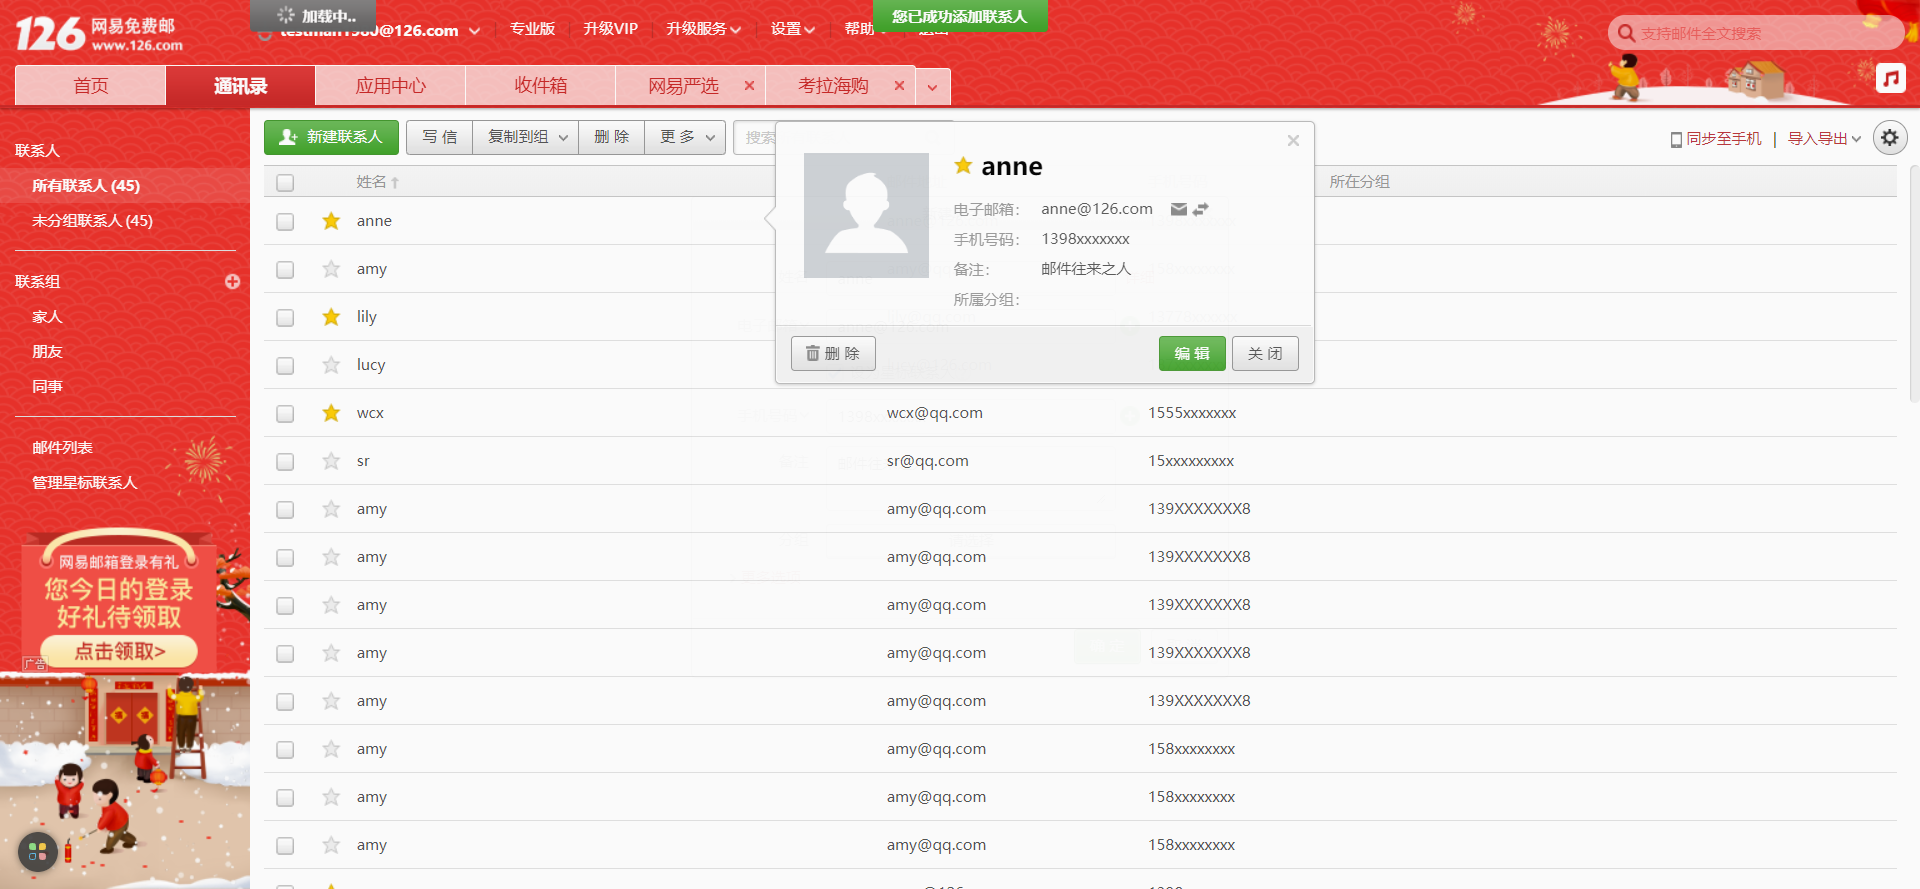 126 网易免费邮
www.126.com
加载中..
testman1980@126.com
专业版
升级VIP
升级服务
设置
帮助
退出
您已成功添加联系人
支持邮件全文搜索
首页
通讯录
应用中心
收件箱
网易严选
考拉海购
联系人
所有联系人 (45)
未分组联系人 (45)
联系组
家人
朋友
同事
邮件列表
管理星标联系人
网易邮箱登录有礼
您今日的登录
好礼待领取
点击领取>
广告
新建联系人
写 信
复制到组
删 除
更 多
搜索
同步至手机
导入导出
姓名
所在分组
anne
amy
lily
lucy
wcx wcx@qq.com 1555xxxxxxx
sr sr@qq.com 15xxxxxxxxx
amy amy@qq.com 139XXXXXXX8
amy amy@qq.com 139XXXXXXX8
amy amy@qq.com 139XXXXXXX8
amy amy@qq.com 139XXXXXXX8
amy amy@qq.com 139XXXXXXX8
amy amy@qq.com 158xxxxxxxx
amy amy@qq.com 158xxxxxxxx
amy amy@qq.com 158xxxxxxxx
anne
电子邮箱： anne@126.com
手机号码： 1398xxxxxxx
备注： 邮件往来之人
所属分组：
删 除
编 辑
关 闭